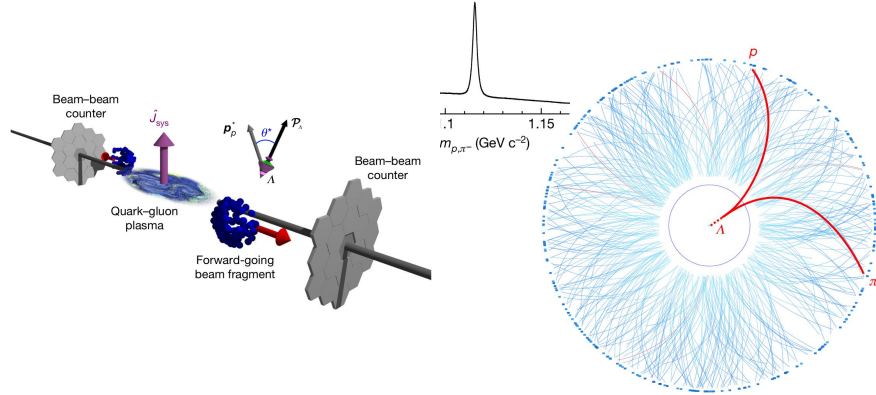 Beam–beam
counter
Ĵsys
Quark–gluon
plasma
p*p
θ*
𝒫Λ
Λ
Beam–beam
counter
Forward-going
beam fragment
.1 1.15
mp,π− (GeV c−2)
p
Λ
π